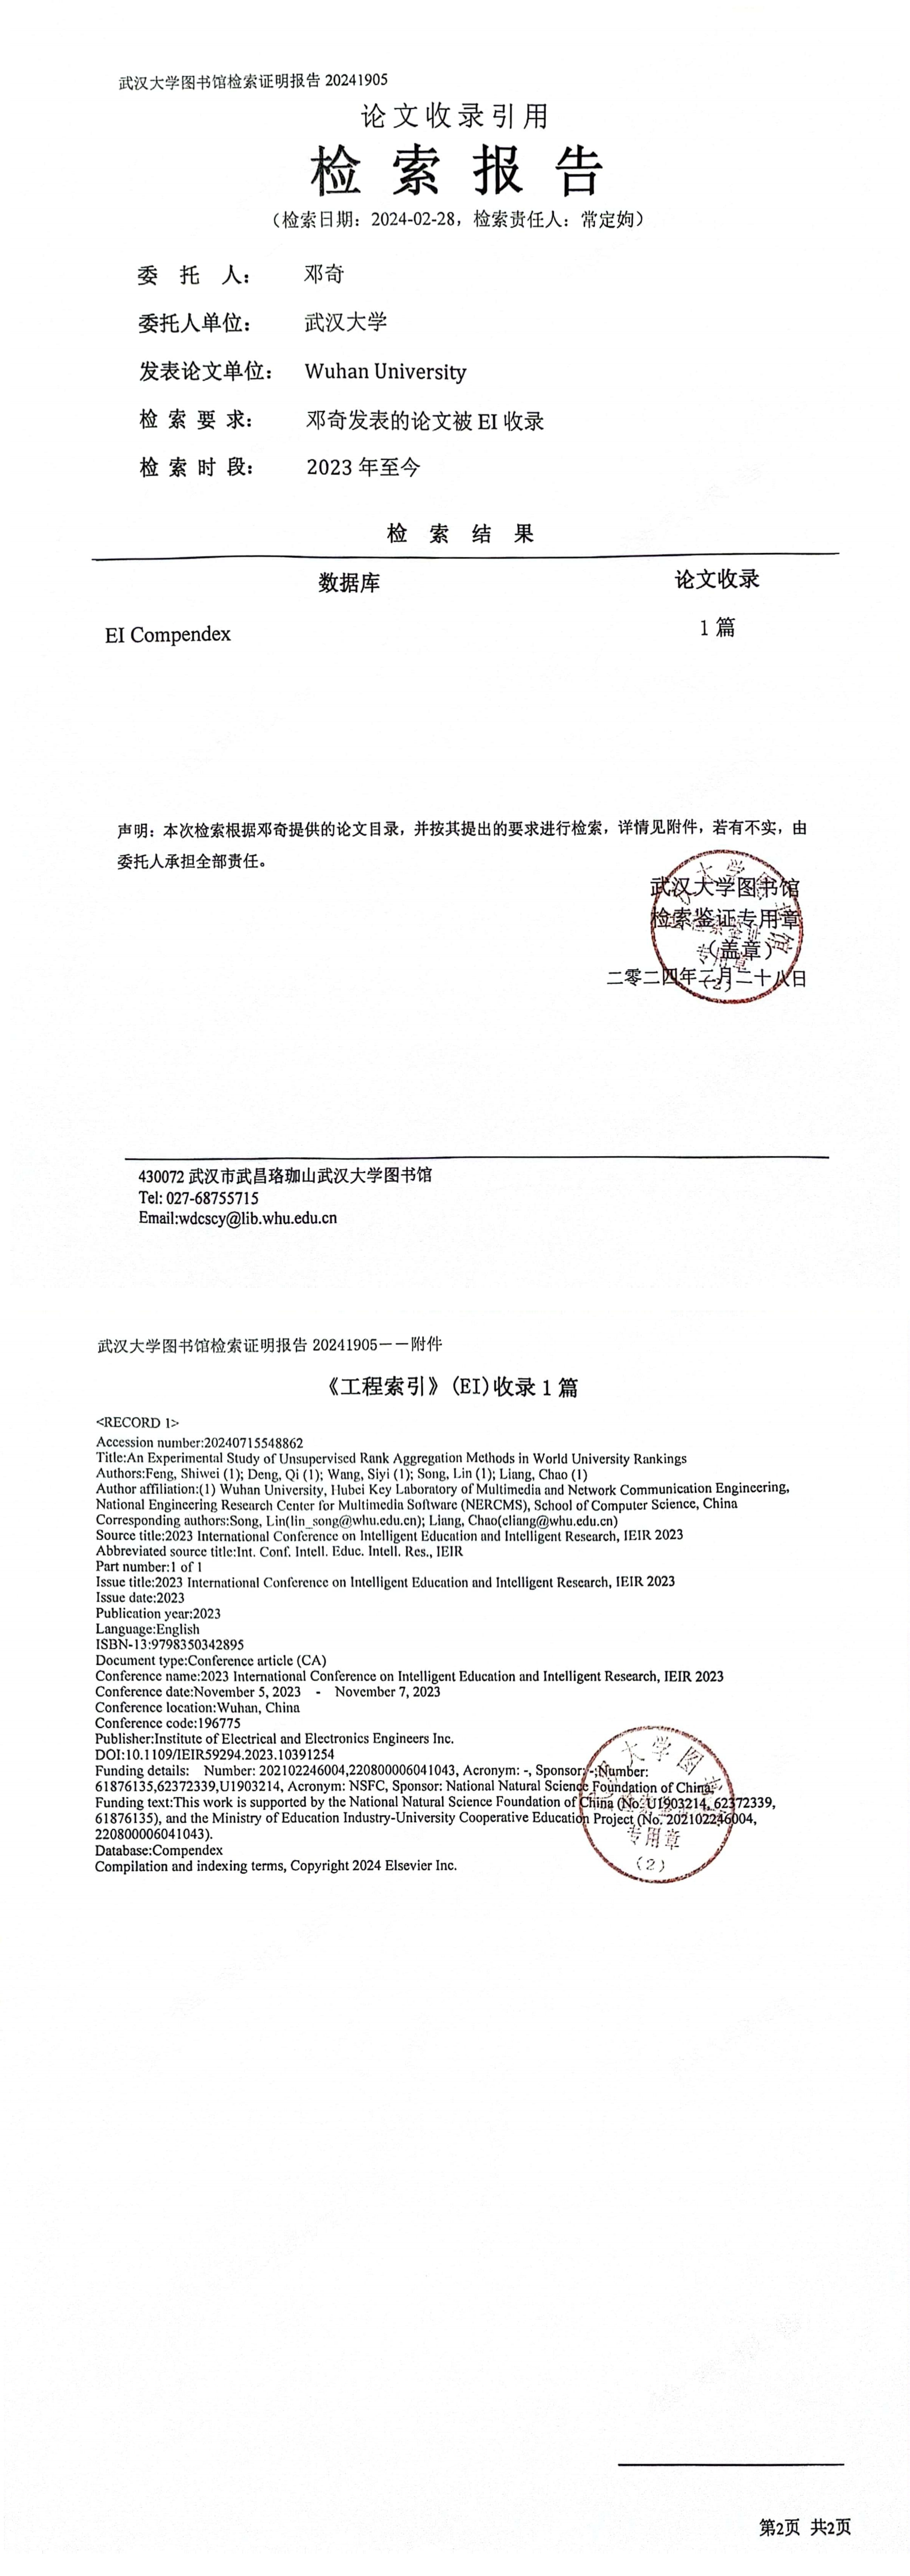 武汉大学图书馆检索证明报告 20241905
论文收录引用
检索报告
（检索日期：2024-02-28，检索责任人：常定姁）
委 托 人： 邓奇
委托人单位： 武汉大学
发表论文单位： Wuhan University
检 索 要 求： 邓奇发表的论文被 EI 收录
检 索 时 段： 2023 年至今
检 索 结 果
数据库 论文收录
EI Compendex 1 篇
声明：本次检索根据邓奇提供的论文目录，并按其提出的要求进行检索，详情见附件，若有不实，由
委托人承担全部责任。
武汉大学图书馆
检索鉴证专用章
（盖章）
二零二四年二月二十八日
430072 武汉市武昌珞珈山武汉大学图书馆
Tel: 027-68755715
Email:wdcscy@lib.whu.edu.cn
武汉大学图书馆检索证明报告 20241905——附件
《工程索引》(EI)收录 1 篇
<RECORD 1>
Accession number:20240715548862
Title:An Experimental Study of Unsupervised Rank Aggregation Methods in World University Rankings
Authors:Feng, Shiwei (1); Deng, Qi (1); Wang, Siyi (1); Song, Lin (1); Liang, Chao (1)
Author affiliation:(1) Wuhan University, Hubei Key Laboratory of Multimedia and Network Communication Engineering,
National Engineering Research Center for Multimedia Software (NERCMS), School of Computer Science, China
Corresponding authors:Song, Lin(lin_song@whu.edu.cn); Liang, Chao(cliang@whu.edu.cn)
Source title:2023 International Conference on Intelligent Education and Intelligent Research, IEIR 2023
Abbreviated source title:Int. Conf. Intell. Educ. Intell. Res., IEIR
Part number:1 of 1
Issue title:2023 International Conference on Intelligent Education and Intelligent Research, IEIR 2023
Issue date:2023
Publication year:2023
Language:English
ISBN-13:9798350342895
Document type:Conference article (CA)
Conference name:2023 International Conference on Intelligent Education and Intelligent Research, IEIR 2023
Conference date:November 5, 2023 - November 7, 2023
Conference location:Wuhan, China
Conference code:196775
Publisher:Institute of Electrical and Electronics Engineers Inc.
DOI:10.1109/IEIR59294.2023.10391254
Funding details: Number: 202102246004,220800006041043, Acronym: -, Sponsor: -;Number:
61876135,62372339,U1903214, Acronym: NSFC, Sponsor: National Natural Science Foundation of China;
Funding text:This work is supported by the National Natural Science Foundation of China (No. U1903214, 62372339,
61876135), and the Ministry of Education Industry-University Cooperative Education Project (No. 202102246004,
220800006041043).
Database:Compendex
Compilation and indexing terms, Copyright 2024 Elsevier Inc.
大学图书
专用章
(2)
第2页 共2页